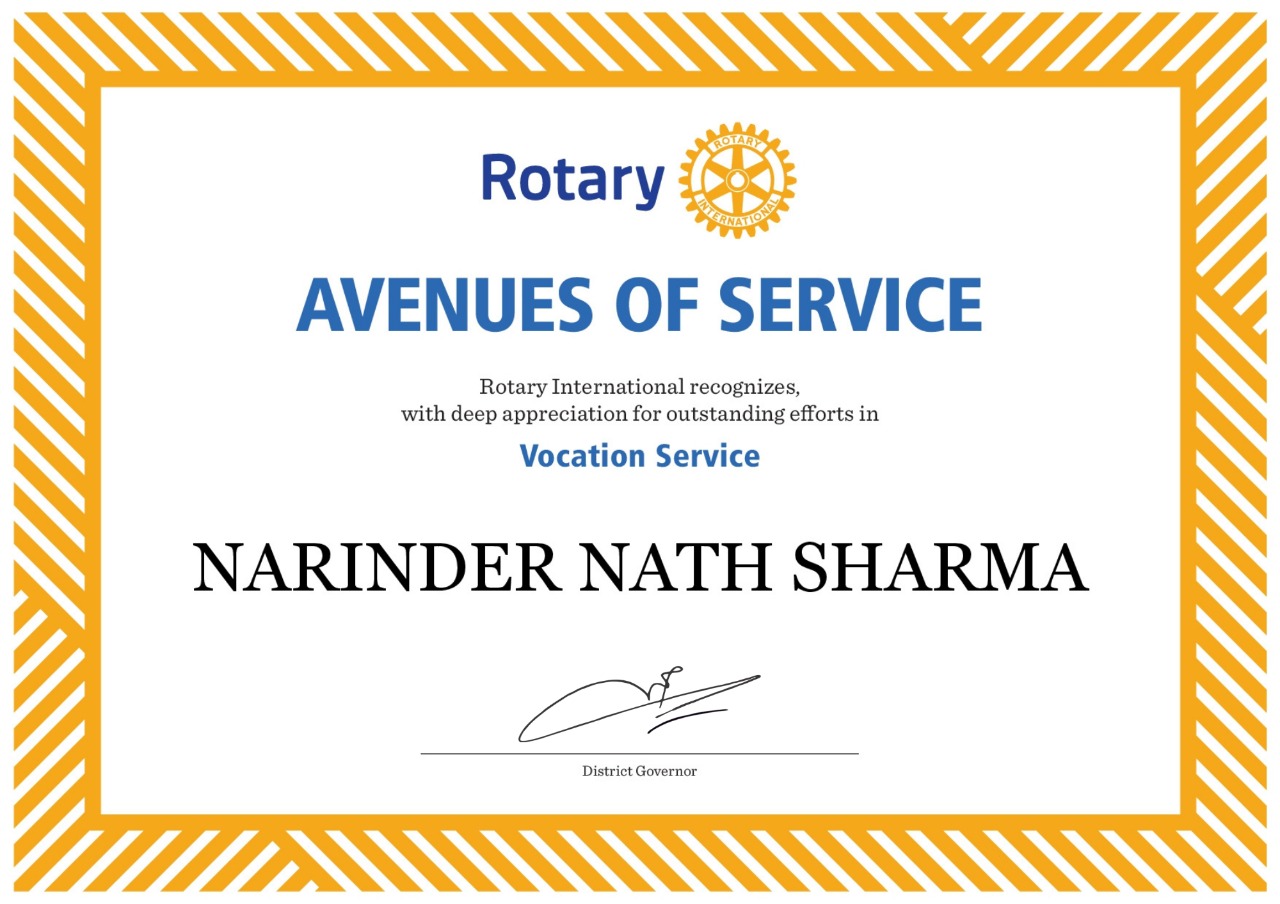 Rotary
ROTARY
INTERNATIONAL
AVENUES OF SERVICE
Rotary International recognizes,
with deep appreciation for outstanding efforts in
Vocation Service
NARINDER NATH SHARMA
District Governor